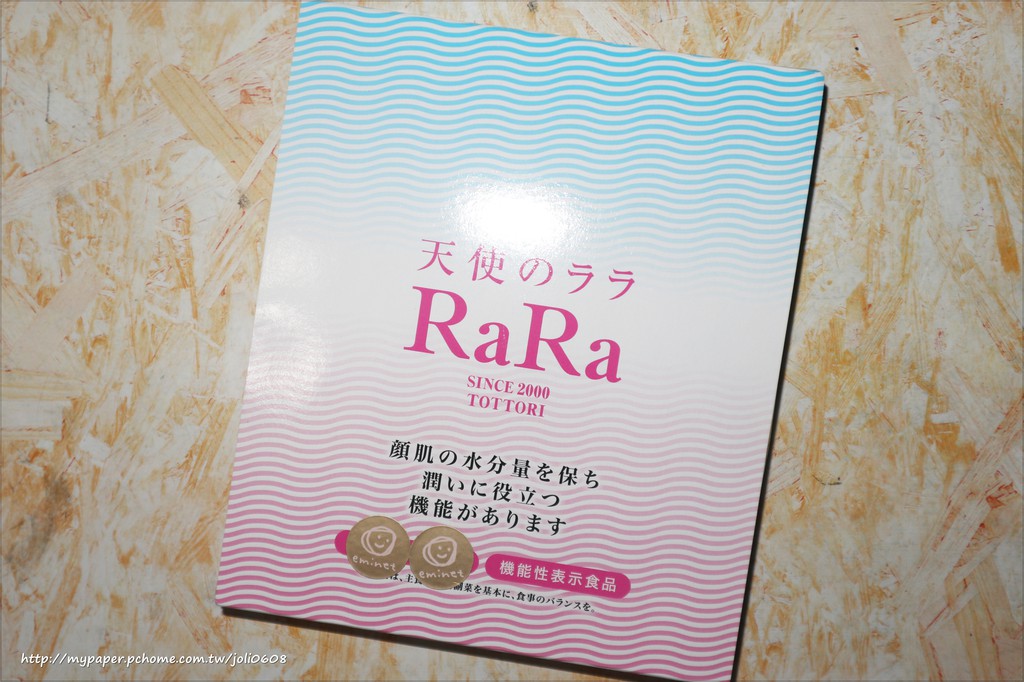 天使のララ
RaRa
SINCE 2000
TOTTORI
顔肌の水分量を保ち
潤いに役立つ
機能があります
eminet
eminet
機能性表示食品
は、主
副菜を基本に、食事のバランスを。
http://mypaper.pchome.com.tw/joli0608